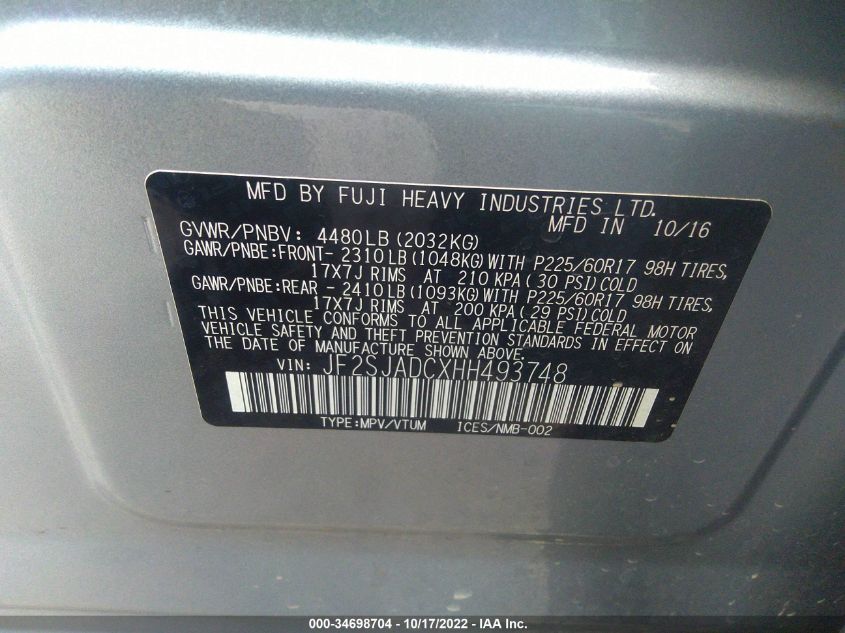 MFD BY FUJI HEAVY INDUSTRIES LTD.
MFD IN 10/16
GVWR/PNBV: 4480LB(2032KG)
GAWR/PNBE:FRONT- 2310LB(1048KG)WITH P225/60R17 98H TIRES,
17X7J RIMS AT 210 KPA(30 PSI)COLD
GAWR/PNBE:REAR - 2410LB(1093KG)WITH P225/60R17 98H TIRES,
17X7J RIMS AT 200 KPA(29 PSI)COLD
THIS VEHICLE CONFORMS TO ALL APPLICABLE FEDERAL MOTOR
VEHICLE SAFETY AND THEFT PREVENTION STANDARDS IN EFFECT ON
THE DATE OF MANUFACTURE SHOWN ABOVE.
VIN: JF2SJADCXHH493748
TYPE:MPV/VTUM ICES/NMB-002
000-34698704 / 10/17/2022 - IAA Inc.